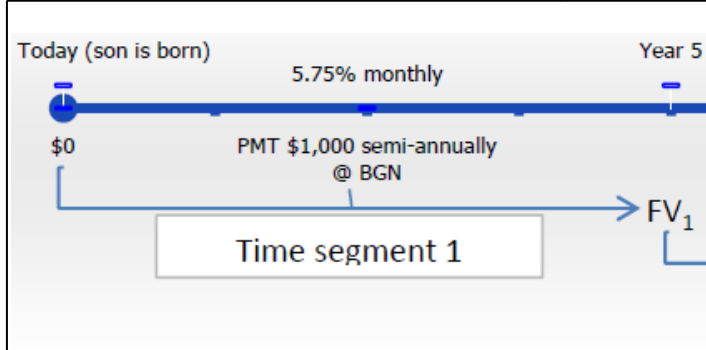 Today (son is born)
Year 5
5.75% monthly
$0
PMT $1,000 semi-annually
@ BGN
FV₁
Time segment 1